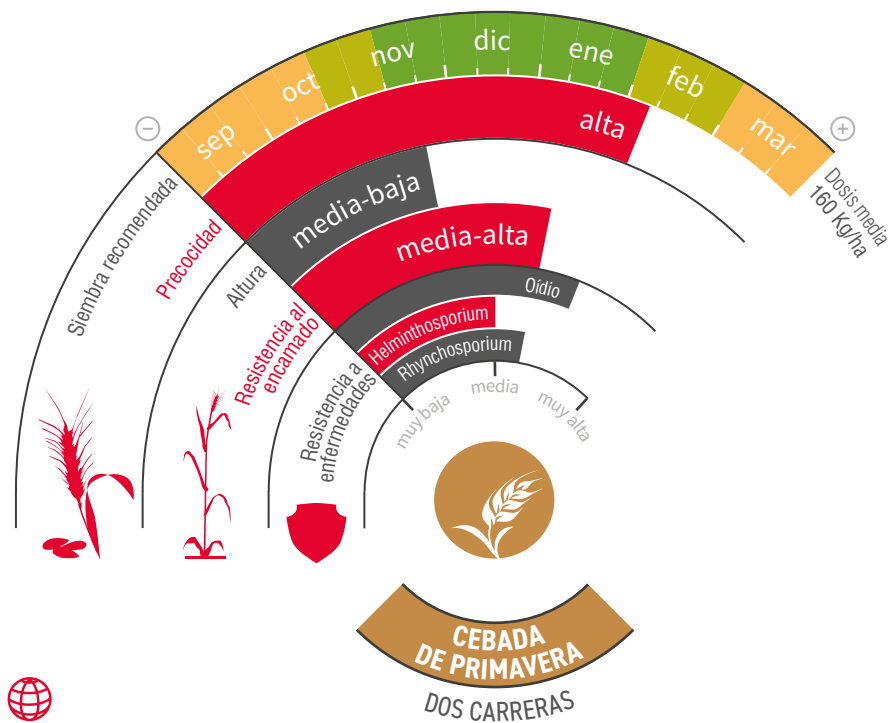 sep
oct
nov
dic
ene
feb
mar
Siembra recomendada
Dosis media
160 Kg/ha
Precocidad
alta
Altura
media-baja
Resistencia al
encamado
media-alta
Resistencia a
enfermedades
Oídio
Helminthosporium
Rhynchosporium
muy baja
media
muy alta
CEBADA
DE PRIMAVERA
DOS CARRERAS